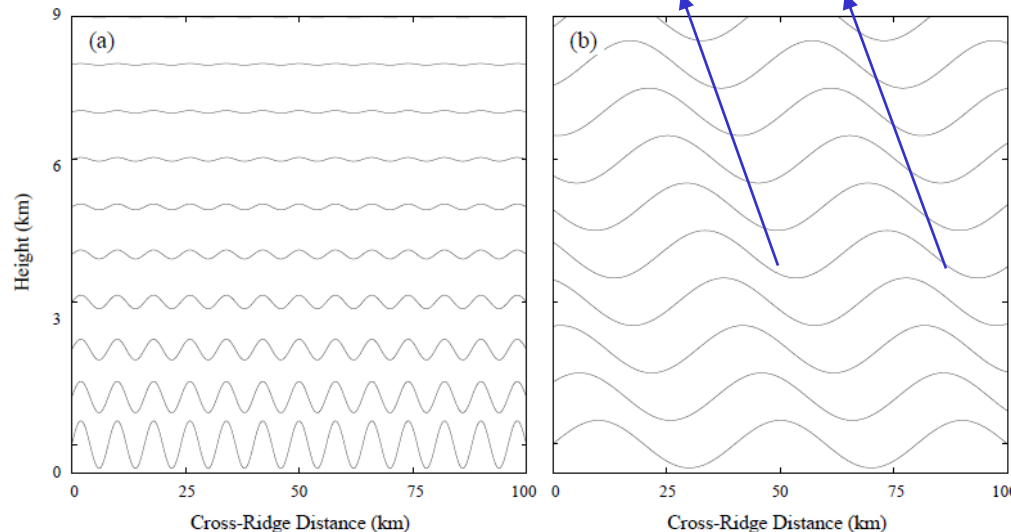 9
(a)
(b)
6
Height (km)
3
0
0 25 50 75 100
0 25 50 75 100
Cross-Ridge Distance (km)
Cross-Ridge Distance (km)